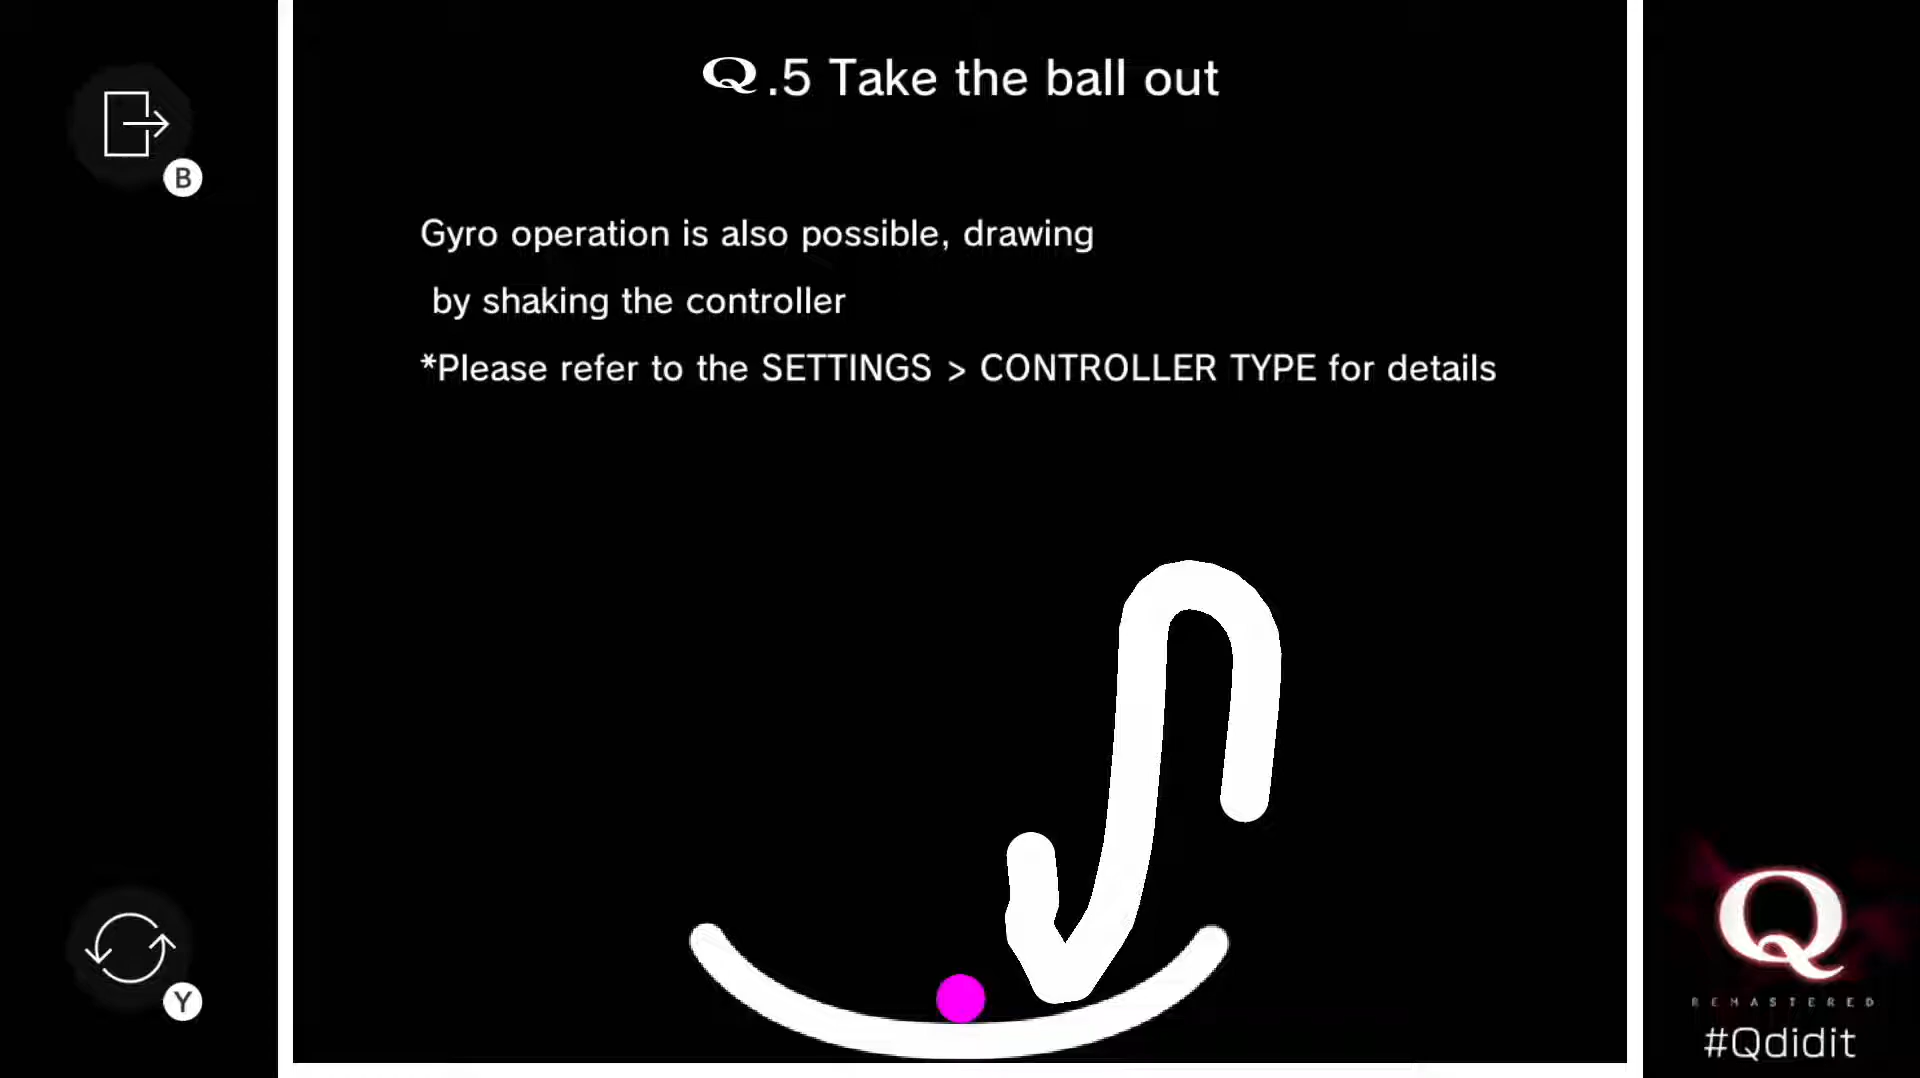 Q.5 Take the ball out
B
Gyro operation is also possible, drawing
by shaking the controller
*Please refer to the SETTINGS > CONTROLLER TYPE for details
Y
Q
REMASTERED
#Qdidit